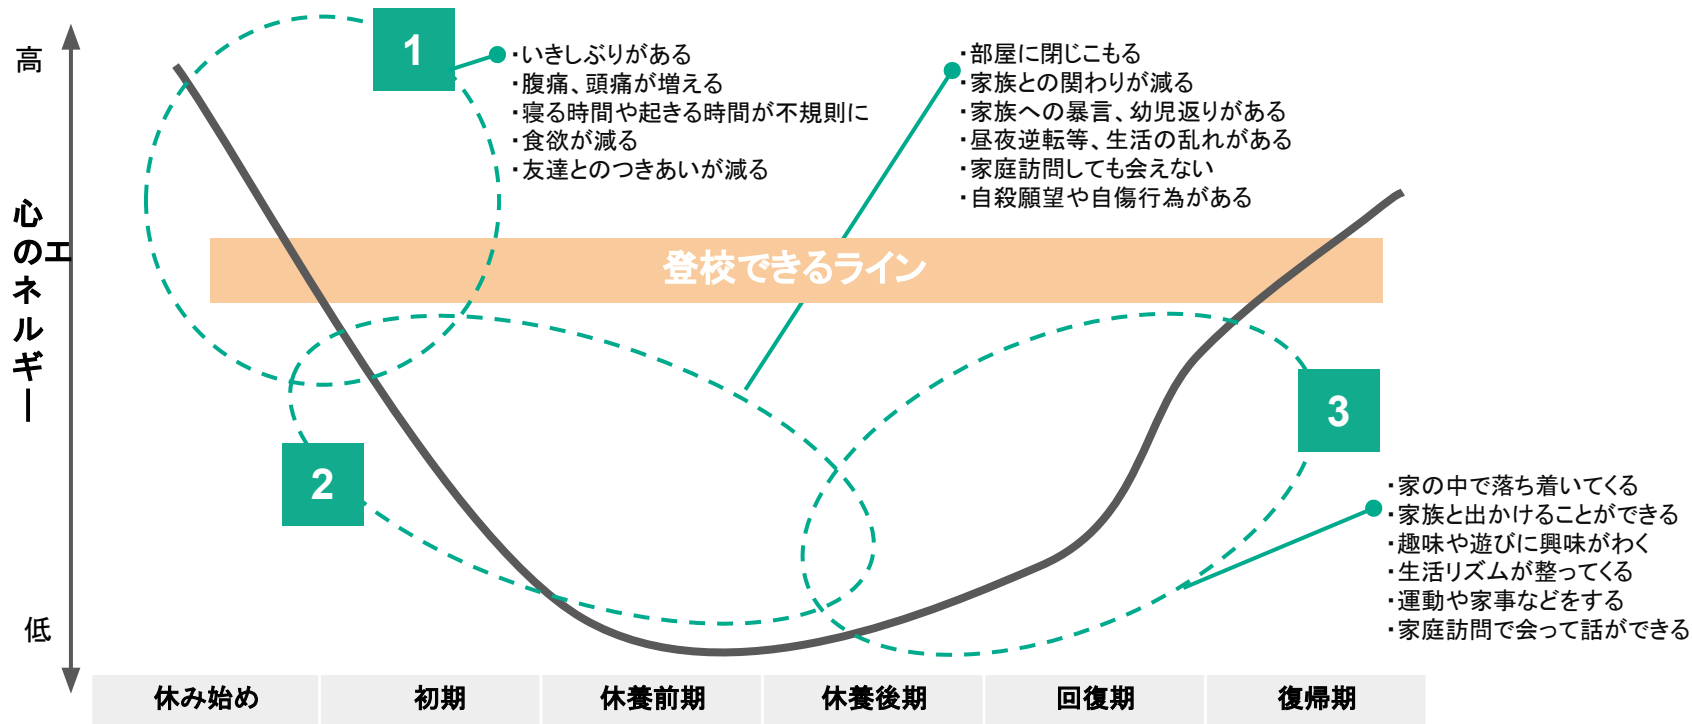 高
心
のエ
ネ
ル
ギ
ー
低
1
・いきしぶりがある
・腹痛、頭痛が増える
・寝る時間や起きる時間が不規則に
・食欲が減る
・友達とのつきあいが減る
・部屋に閉じこもる
・家族との関わりが減る
・家族への暴言、幼児返りがある
・昼夜逆転等、生活の乱れがある
・家庭訪問しても会えない
・自殺願望や自傷行為がある
登校できるライン
2
3
・家の中で落ち着いてくる
・家族と出かけることができる
・趣味や遊びに興味がわく
・生活リズムが整ってくる
・運動や家事などをする
・家庭訪問で会って話ができる
休み始め
初期
休養前期
休養後期
回復期
復帰期